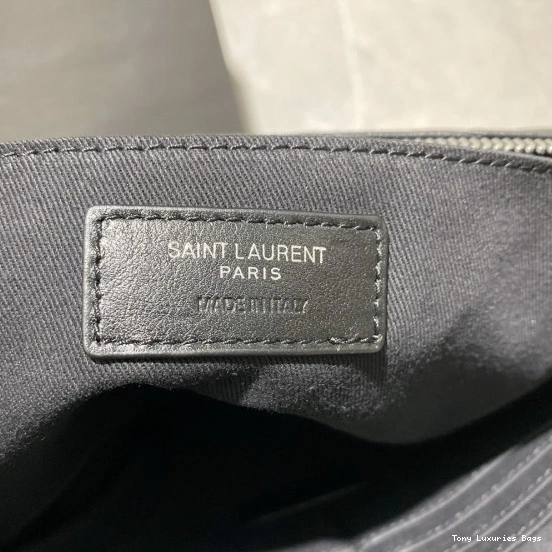 SAINT LAURENT
PARIS
MADE IN ITALY
Tony Luxuries Bags